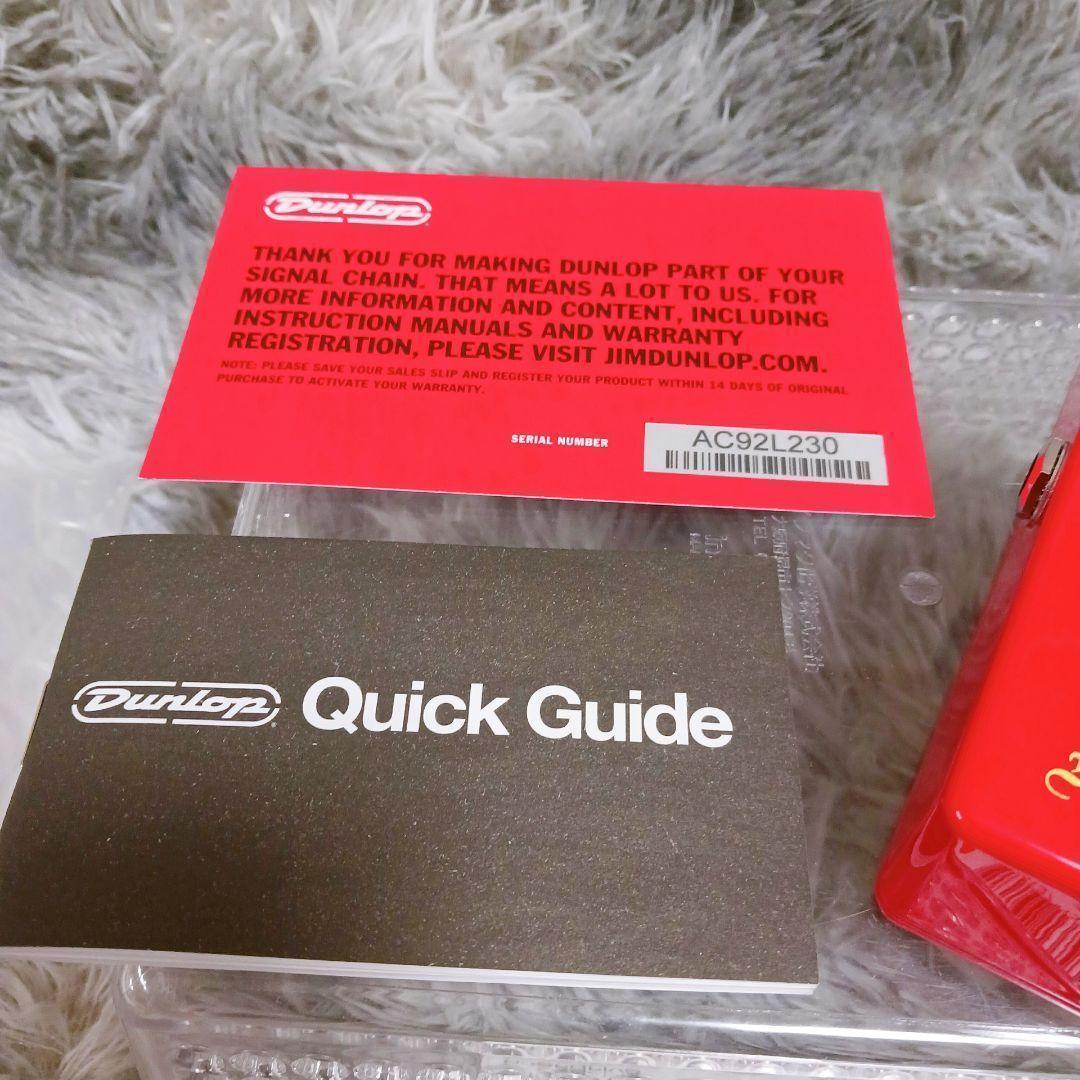 Dunlop
THANK YOU FOR MAKING DUNLOP PART OF YOUR
SIGNAL CHAIN. THAT MEANS A LOT TO US. FOR
MORE INFORMATION AND CONTENT, INCLUDING
INSTRUCTION MANUALS AND WARRANTY
REGISTRATION, PLEASE VISIT JIMDUNLOP.COM.
NOTE: PLEASE SAVE YOUR SALES SLIP AND REGISTER YOUR PRODUCT WITHIN 14 DAYS OF ORIGINAL
PURCHASE TO ACTIVATE YOUR WARRANTY.
SERIAL NUMBER
AC92L230
Dunlop Quick Guide